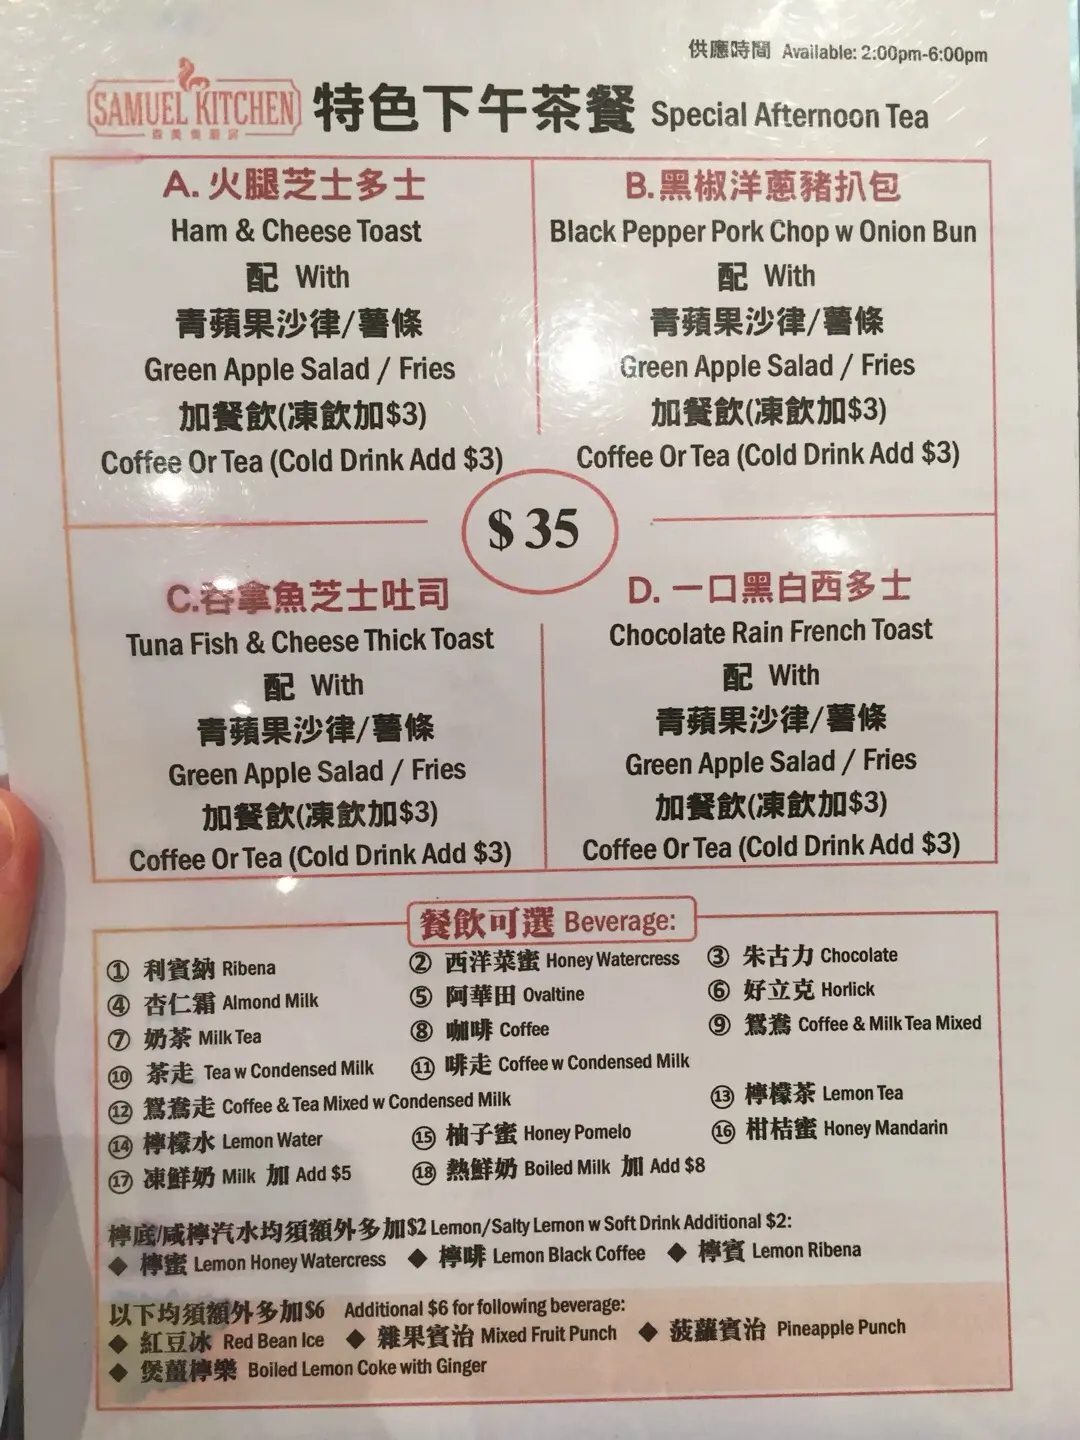 供應時間 Available: 2:00pm-6:00pm
SAMUEL KITCHEN
特色下午茶餐 Special Afternoon Tea
A. 火腿芝士多士
Ham & Cheese Toast
配 With
青蘋果沙律/薯條
Green Apple Salad / Fries
加餐飲(凍飲加$3)
Coffee Or Tea (Cold Drink Add $3)
B.黑椒洋蔥豬扒包
Black Pepper Pork Chop w Onion Bun
配 With
青蘋果沙律/薯條
Green Apple Salad / Fries
加餐飲(凍飲加$3)
Coffee Or Tea (Cold Drink Add $3)
$ 35
C.吞拿魚芝士吐司
Tuna Fish & Cheese Thick Toast
配 With
青蘋果沙律/薯條
Green Apple Salad / Fries
加餐飲(凍飲加$3)
Coffee Or Tea (Cold Drink Add $3)
D. 一口黑白西多士
Chocolate Rain French Toast
配 With
青蘋果沙律/薯條
Green Apple Salad / Fries
加餐飲(凍飲加$3)
Coffee Or Tea (Cold Drink Add $3)
餐飲可選 Beverage:
① 利賓納 Ribena ② 西洋菜蜜 Honey Watercress ③ 朱古力 Chocolate
④ 杏仁霜 Almond Milk ⑤ 阿華田 Ovaltine ⑥ 好立克 Horlick
⑦ 奶茶 Milk Tea ⑧ 咖啡 Coffee ⑨ 鴛鴦 Coffee & Milk Tea Mixed
⑩ 茶走 Tea w Condensed Milk ⑪ 啡走 Coffee w Condensed Milk
⑫ 鴛鴦走 Coffee & Tea Mixed w Condensed Milk ⑬ 檸檬茶 Lemon Tea
⑭ 檸檬水 Lemon Water ⑮ 柚子蜜 Honey Pomelo ⑯ 柑桔蜜 Honey Mandarin
⑰ 凍鮮奶 Milk 加 Add $5 ⑱ 熱鮮奶 Boiled Milk 加 Add $8
檸底/咸檸汽水均須額外多加$2 Lemon/Salty Lemon w Soft Drink Additional $2:
◆ 檸蜜 Lemon Honey Watercress ◆ 檸啡 Lemon Black Coffee ◆ 檸賓 Lemon Ribena
以下均須額外多加$6 Additional $6 for following beverage:
◆ 紅豆冰 Red Bean Ice ◆ 雜果賓治 Mixed Fruit Punch ◆ 菠蘿賓治 Pineapple Punch
◆ 煲薑檸樂 Boiled Lemon Coke with Ginger